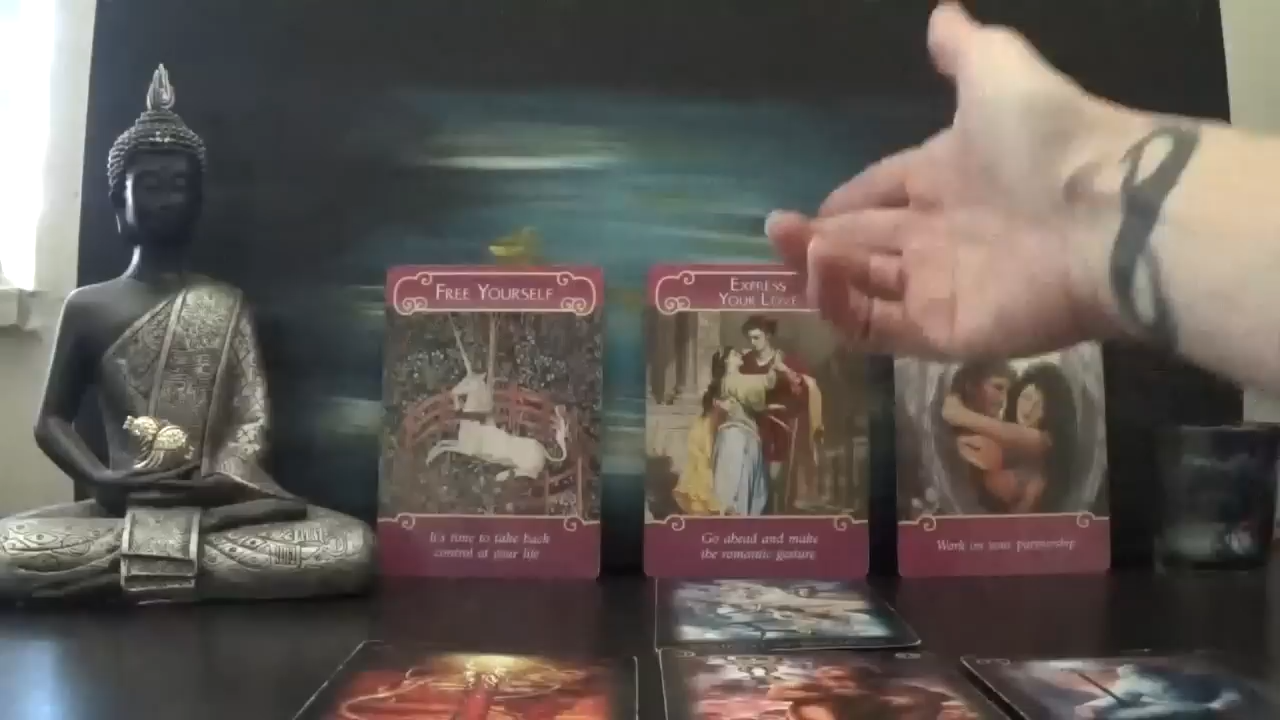 FREE YOURSELF
It's time to take back
control of your life
EXPRESS
YOUR LOVE
Go ahead and make
the romantic gesture
Work on your partnership